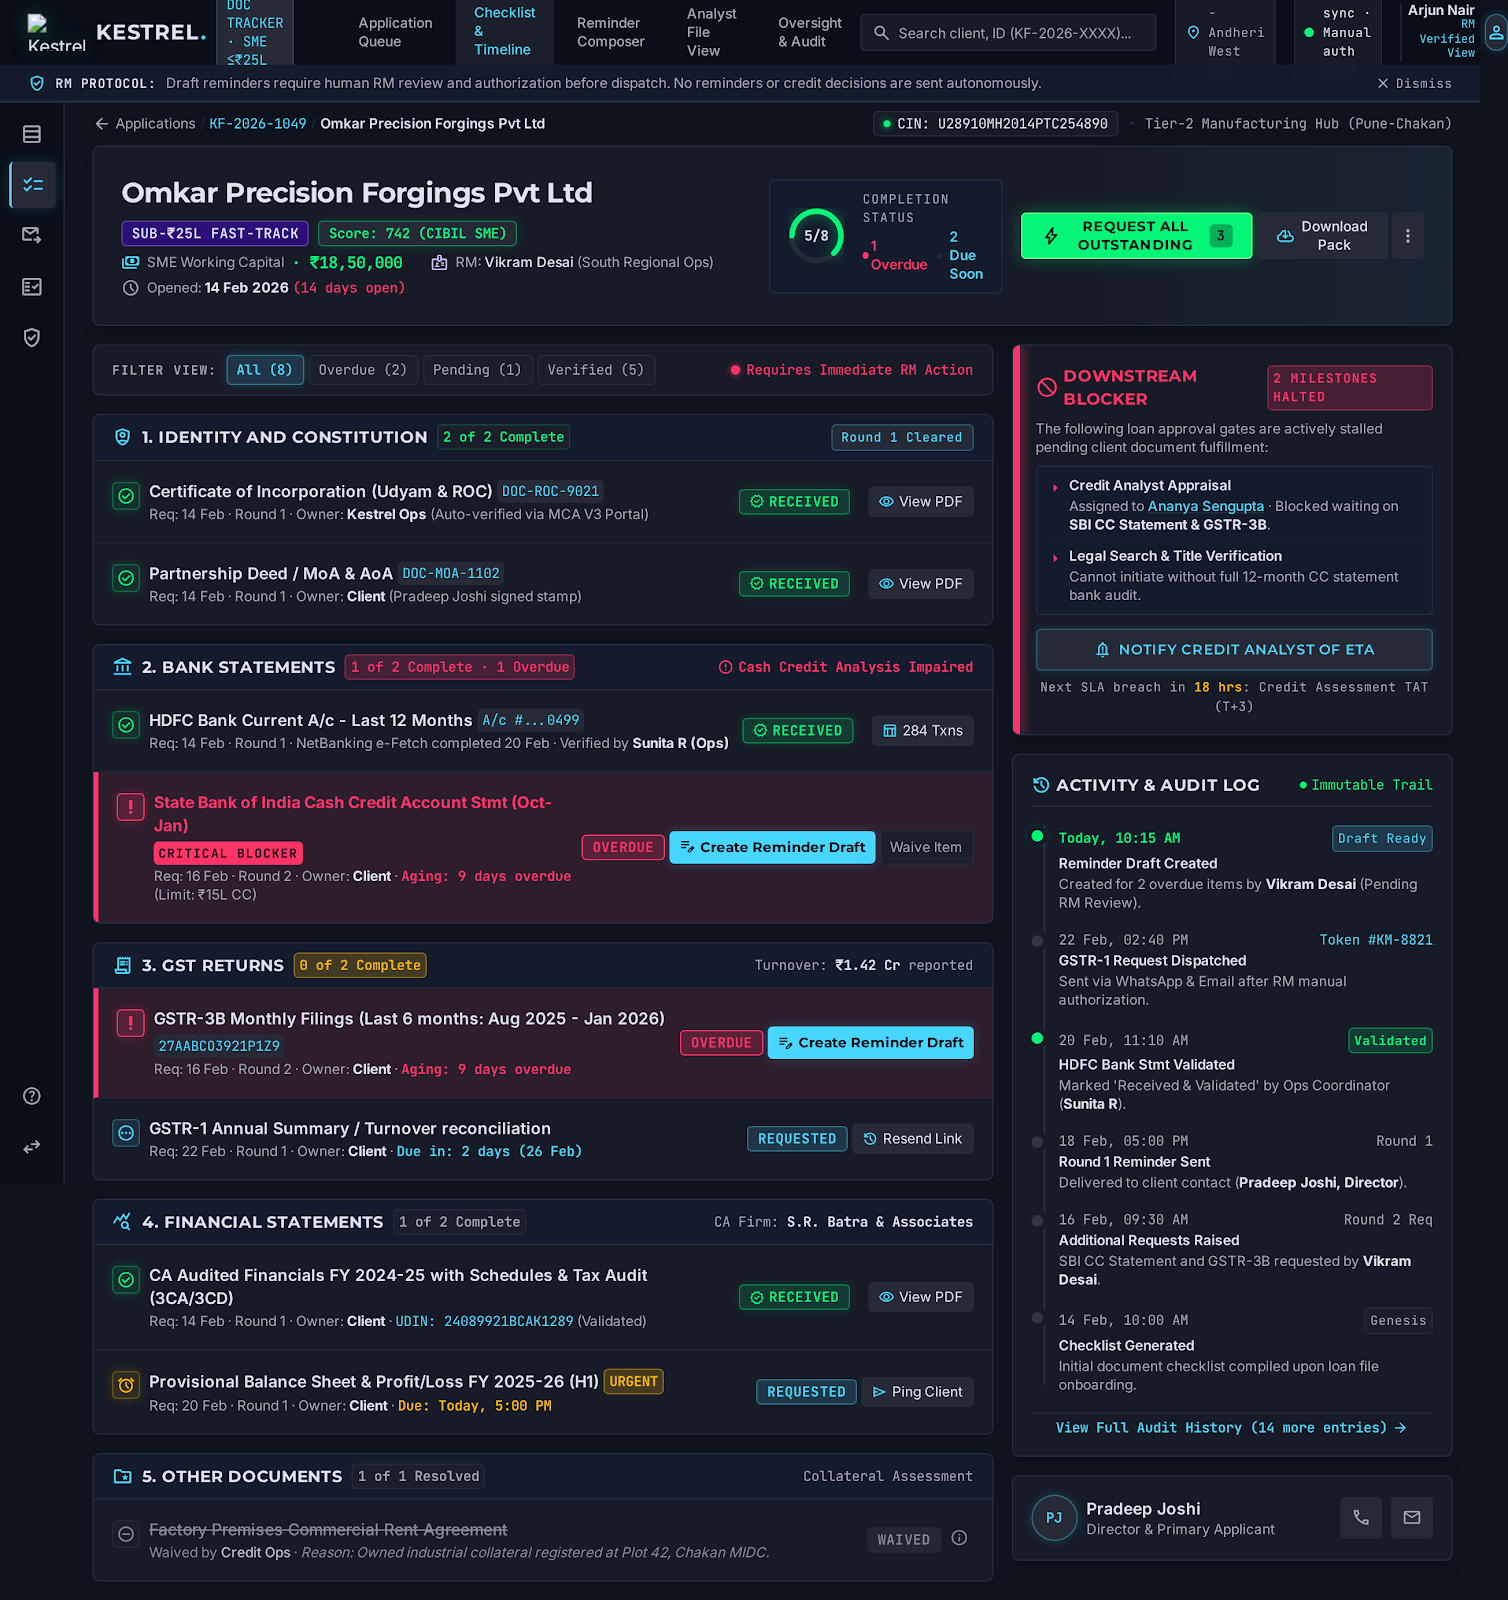 Kestrel
KESTREL.
DOC
TRACKER
· SME
≤₹25L
Application
Queue
Checklist
&
Timeline
Reminder
Composer
Analyst
File
View
Oversight
& Audit
Search client, ID (KF-2026-XXXX)...
-
Andheri
West
sync ·
Manual
auth
Arjun Nair
RM
Verified
View
RM PROTOCOL: Draft reminders require human RM review and authorization before dispatch. No reminders or credit decisions are sent autonomously.
Dismiss
Applications / KF-2026-1049 / Omkar Precision Forgings Pvt Ltd
CIN: U28910MH2014PTC254890 · Tier-2 Manufacturing Hub (Pune-Chakan)
Omkar Precision Forgings Pvt Ltd
SUB-₹25L FAST-TRACK
Score: 742 (CIBIL SME)
SME Working Capital · ₹18,50,000
RM: Vikram Desai (South Regional Ops)
Opened: 14 Feb 2026 (14 days open)
5/8
COMPLETION
STATUS
1
Overdue
2
Due
Soon
REQUEST ALL
OUTSTANDING
3
Download
Pack
FILTER VIEW: All (8) Overdue (2) Pending (1) Verified (5)
Requires Immediate RM Action
1. IDENTITY AND CONSTITUTION 2 of 2 Complete
Round 1 Cleared
Certificate of Incorporation (Udyam & ROC) DOC-ROC-9021
Req: 14 Feb · Round 1 · Owner: Kestrel Ops (Auto-verified via MCA V3 Portal)
RECEIVED
View PDF
Partnership Deed / MoA & AoA DOC-MOA-1102
Req: 14 Feb · Round 1 · Owner: Client (Pradeep Joshi signed stamp)
RECEIVED
View PDF
2. BANK STATEMENTS 1 of 2 Complete · 1 Overdue
Cash Credit Analysis Impaired
HDFC Bank Current A/c - Last 12 Months A/c #...0499
Req: 14 Feb · Round 1 · NetBanking e-Fetch completed 20 Feb · Verified by Sunita R (Ops)
RECEIVED
284 Txns
State Bank of India Cash Credit Account Stmt (Oct-
Jan)
CRITICAL BLOCKER
Req: 16 Feb · Round 2 · Owner: Client · Aging: 9 days overdue
(Limit: ₹15L CC)
OVERDUE
Create Reminder Draft
Waive Item
3. GST RETURNS 0 of 2 Complete
Turnover: ₹1.42 Cr reported
GSTR-3B Monthly Filings (Last 6 months: Aug 2025 - Jan 2026)
27AABCO3921P1Z9
Req: 16 Feb · Round 2 · Owner: Client · Aging: 9 days overdue
OVERDUE
Create Reminder Draft
GSTR-1 Annual Summary / Turnover reconciliation
Req: 22 Feb · Round 1 · Owner: Client · Due in: 2 days (26 Feb)
REQUESTED
Resend Link
4. FINANCIAL STATEMENTS 1 of 2 Complete
CA Firm: S.R. Batra & Associates
CA Audited Financials FY 2024-25 with Schedules & Tax Audit
(3CA/3CD)
Req: 14 Feb · Round 1 · Owner: Client · UDIN: 24089921BCAK1289 (Validated)
RECEIVED
View PDF
Provisional Balance Sheet & Profit/Loss FY 2025-26 (H1) URGENT
Req: 20 Feb · Round 1 · Owner: Client · Due: Today, 5:00 PM
REQUESTED
Ping Client
5. OTHER DOCUMENTS 1 of 1 Resolved
Collateral Assessment
Factory Premises Commercial Rent Agreement
Waived by Credit Ops · Reason: Owned industrial collateral registered at Plot 42, Chakan MIDC.
WAIVED
DOWNSTREAM
BLOCKER
2 MILESTONES
HALTED
The following loan approval gates are actively stalled
pending client document fulfillment:
Credit Analyst Appraisal
Assigned to Ananya Sengupta · Blocked waiting on
SBI CC Statement & GSTR-3B.
Legal Search & Title Verification
Cannot initiate without full 12-month CC statement
bank audit.
NOTIFY CREDIT ANALYST OF ETA
Next SLA breach in 18 hrs: Credit Assessment TAT
(T+3)
ACTIVITY & AUDIT LOG
Immutable Trail
Today, 10:15 AM
Draft Ready
Reminder Draft Created
Created for 2 overdue items by Vikram Desai (Pending
RM Review).
22 Feb, 02:40 PM
Token #KM-8821
GSTR-1 Request Dispatched
Sent via WhatsApp & Email after RM manual
authorization.
20 Feb, 11:10 AM
Validated
HDFC Bank Stmt Validated
Marked 'Received & Validated' by Ops Coordinator
(Sunita R).
18 Feb, 05:00 PM
Round 1
Round 1 Reminder Sent
Delivered to client contact (Pradeep Joshi, Director).
16 Feb, 09:30 AM
Round 2 Req
Additional Requests Raised
SBI CC Statement and GSTR-3B requested by Vikram
Desai.
14 Feb, 10:00 AM
Genesis
Checklist Generated
Initial document checklist compiled upon loan file
onboarding.
View Full Audit History (14 more entries) →
PJ
Pradeep Joshi
Director & Primary Applicant